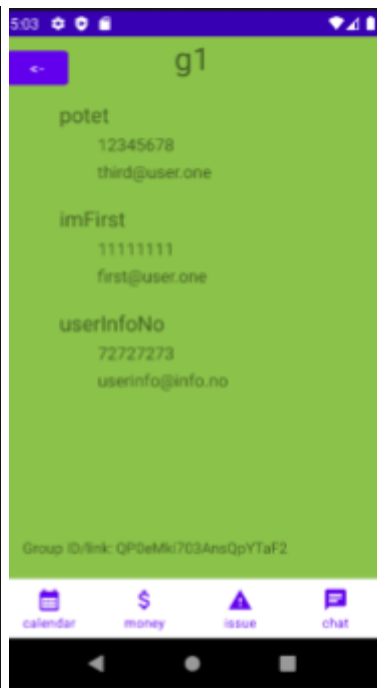 5:03
<- g1
potet
12345678
third@user.one
imFirst
11111111
first@user.one
userInfoNo
72727273
userinfo@info.no
Group ID/link: QP0eMki703AnsQpYTaF2
calendar money issue chat